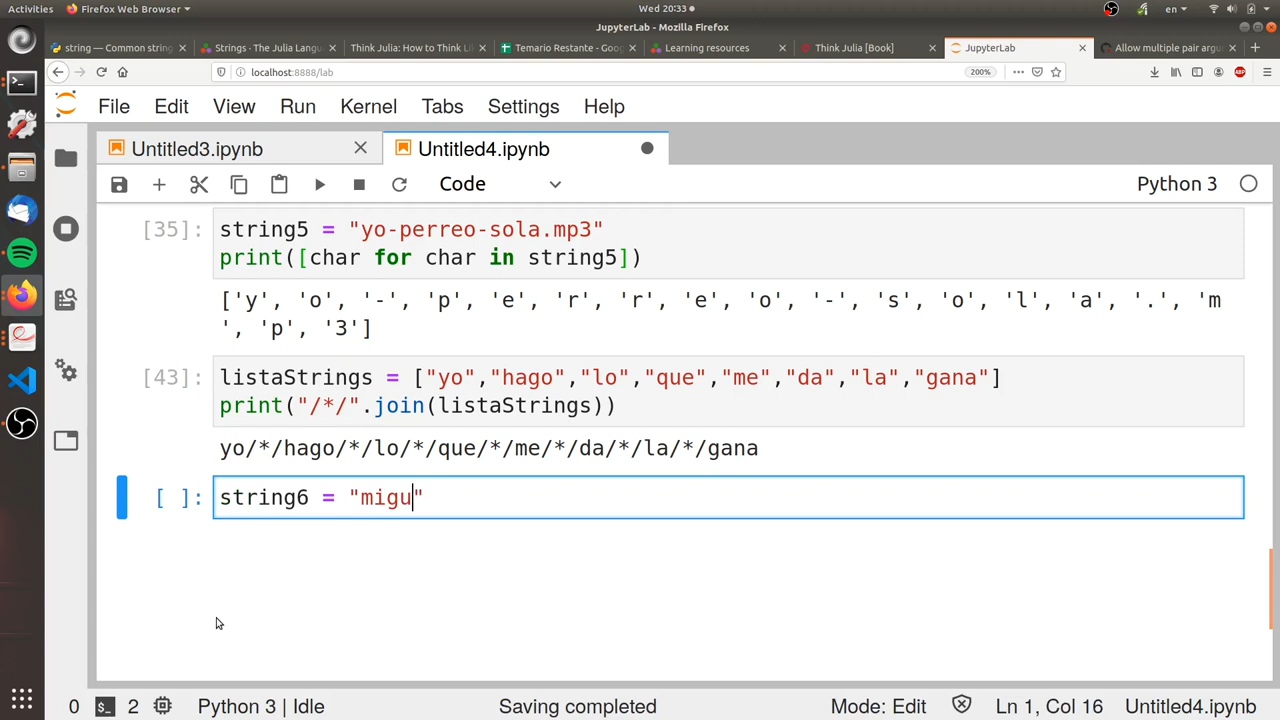 Activities Firefox Web Browser Wed 20:33 en
JupyterLab - Mozilla Firefox
string — Common string
Strings · The Julia Langu
Think Julia: How to Think Li
Temario Restante - Goog
Learning resources
Think Julia [Book]
JupyterLab
Allow multiple pair argu
localhost:8888/lab 200% ABP
File Edit View Run Kernel Tabs Settings Help
Untitled3.ipynb Untitled4.ipynb
Code Python 3
[35]: string5 = "yo-perreo-sola.mp3"
print([char for char in string5])
['y', 'o', '-', 'p', 'e', 'r', 'r', 'e', 'o', '-', 's', 'o', 'l', 'a', '.', 'm
', 'p', '3']
[43]: listaStrings = ["yo","hago","lo","que","me","da","la","gana"]
print("/*/".join(listaStrings))
yo/*/hago/*/lo/*/que/*/me/*/da/*/la/*/gana
[ ]: string6 = "migu"
0 $_ 2 Python 3 | Idle Saving completed Mode: Edit Ln 1, Col 16 Untitled4.ipynb